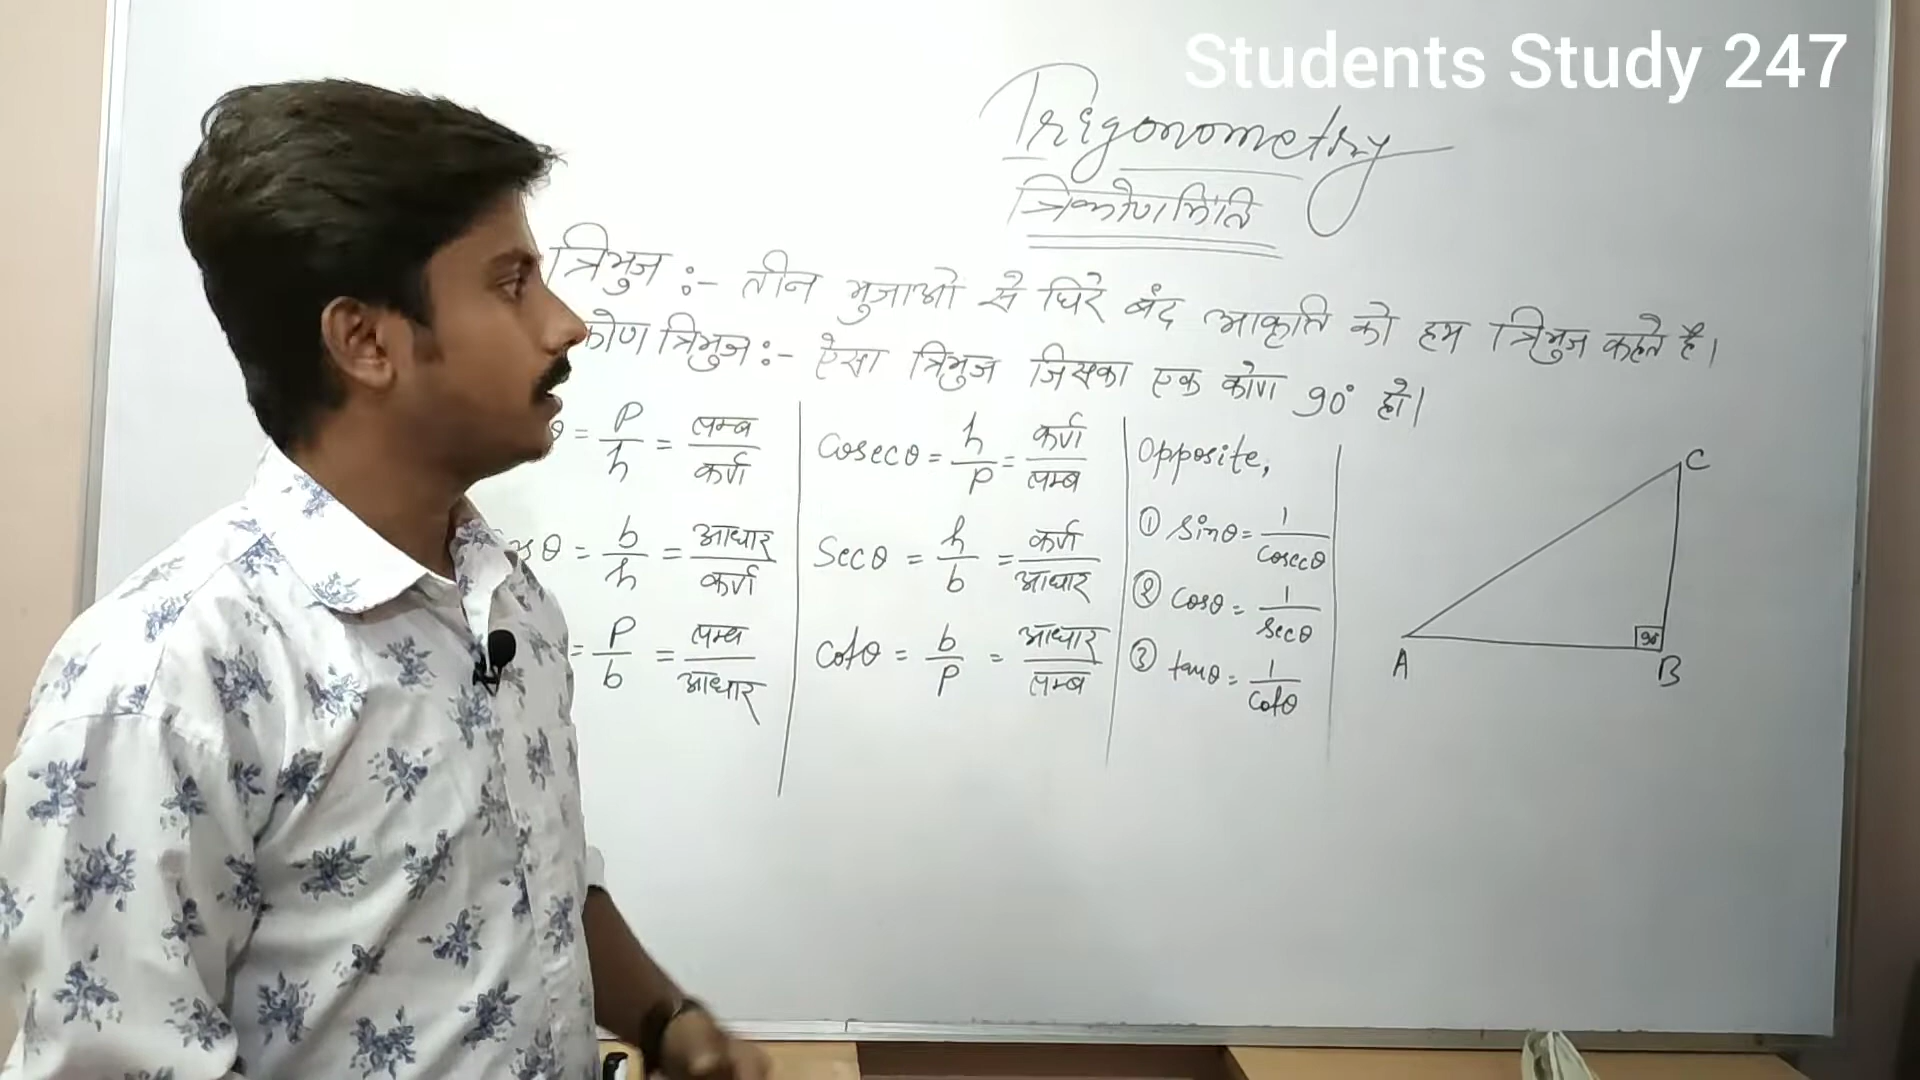 Students Study 247
Trigonometry
त्रिकोणमिति
त्रिभुज :- तीन भुजाओ से घिरे बंद आकृति को हम त्रिभुज कहते है।
कोण त्रिभुज :- ऐसा त्रिभुज जिसका एक कोण 90° हो।
θ = P/h = लम्ब/कर्ण
θ = b/h = आधार/कर्ण
= P/b = लम्ब/आधार
Cosecθ = h/P = कर्ण/लम्ब
Secθ = h/b = कर्ण/आधार
Cotθ = b/P = आधार/लम्ब
Opposite,
① Sinθ = 1/Cosecθ
② Cosθ = 1/Secθ
③ tanθ = 1/Cotθ
C
90°
A
B